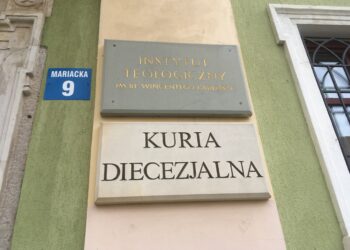 MARIACKA
9
INSTYTUT
TEOLOGICZNY
KURIA
DIECEZJALNA